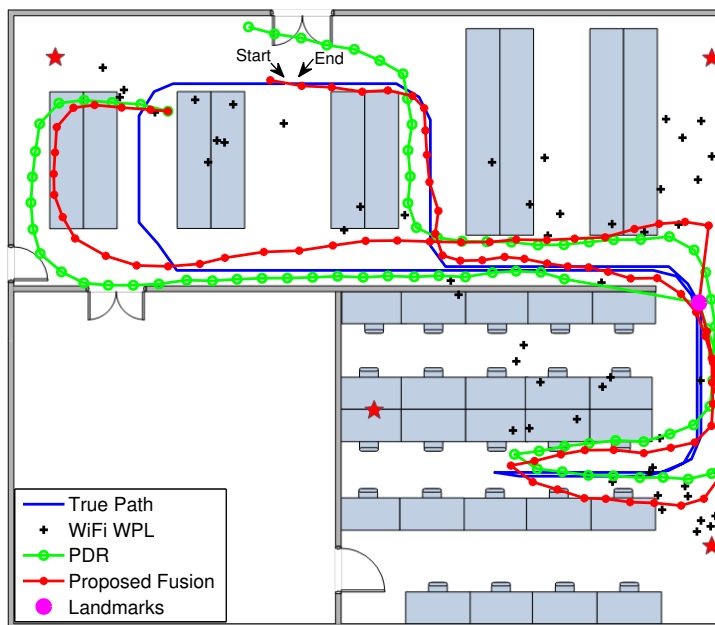 Start
End
True Path
WiFi WPL
PDR
Proposed Fusion
Landmarks